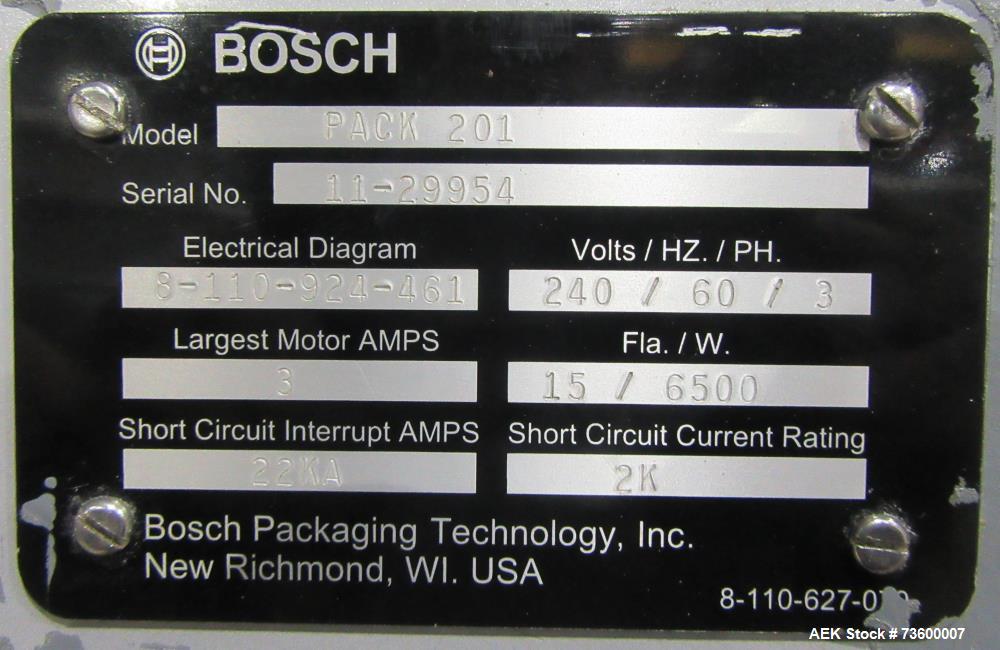 BOSCH
Model PACK 201
Serial No. 11-29954
Electrical Diagram Volts / HZ. / PH.
8-110-924-461 240 / 60 / 3
Largest Motor AMPS Fla. / W.
3 15 / 6500
Short Circuit Interrupt AMPS Short Circuit Current Rating
22KA 2K
Bosch Packaging Technology, Inc.
New Richmond, WI. USA
AEK Stock # 73600007